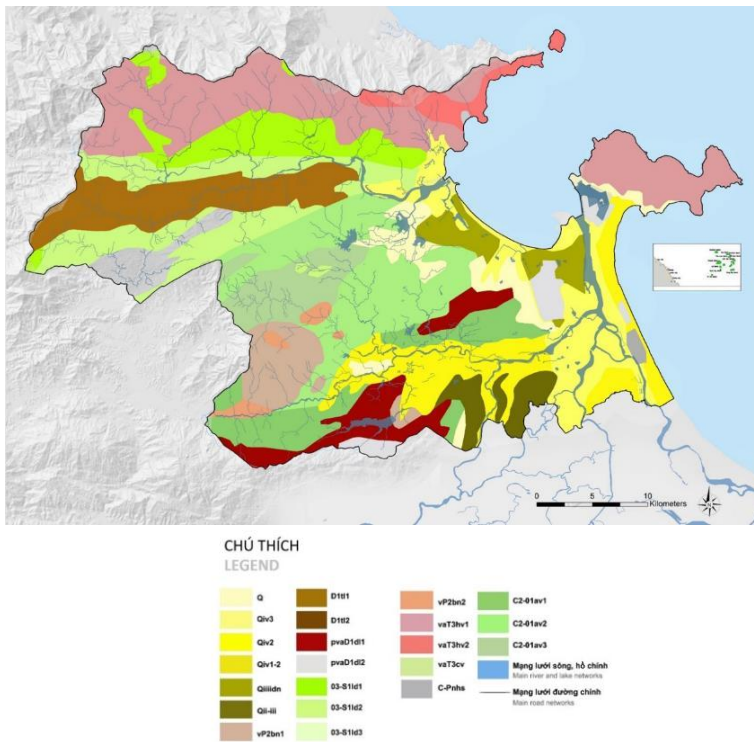 0 5 10
Kilometers
N
CHÚ THÍCH
LEGEND
Q
Qiv3
Qiv2
Qiv1-2
Qiiidn
Qii-iii
vP2bn1
D1tl1
D1tl2
pvaD1dl1
pvaD1dl2
03-S1ld1
03-S1ld2
03-S1ld3
vP2bn2
vaT3hv1
vaT3hv2
vaT3cv
C-Pnhs
C2-01av1
C2-01av2
C2-01av3
Mạng lưới sông, hồ chính
Main river and lake networks
Mạng lưới đường chính
Main road networks